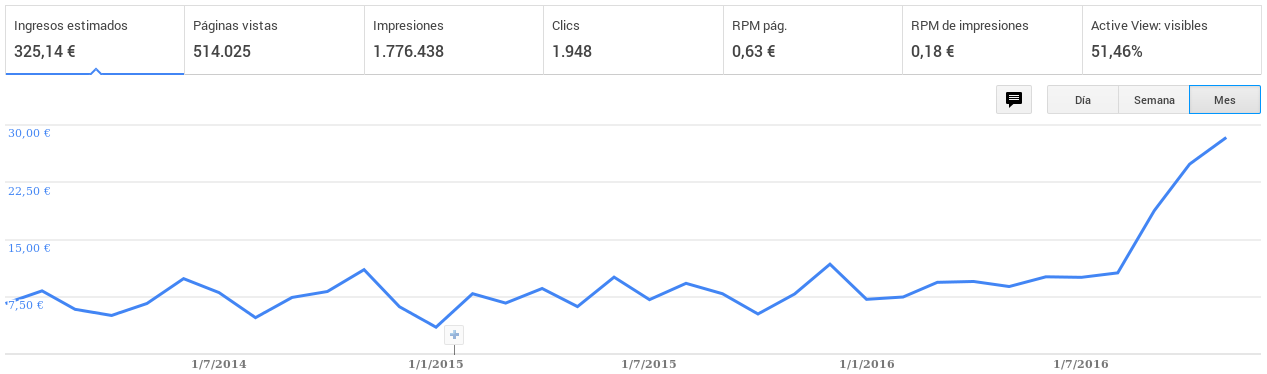 Ingresos estimados
325,14 €
Páginas vistas
514.025
Impresiones
1.776.438
Clics
1.948
RPM pág.
0,63 €
RPM de impresiones
0,18 €
Active View: visibles
51,46%
Día
Semana
Mes
30,00 €
22,50 €
15,00 €
7,50 €
1/7/2014
1/1/2015
1/7/2015
1/1/2016
1/7/2016